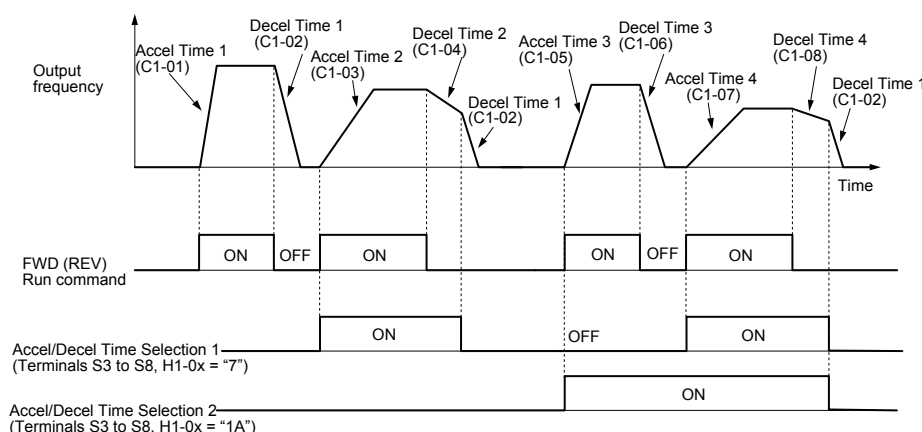 Output
frequency
Accel Time 1
(C1-01)
Decel Time 1
(C1-02)
Accel Time 2
(C1-03)
Decel Time 2
(C1-04)
Decel Time 1
(C1-02)
Accel Time 3
(C1-05)
Decel Time 3
(C1-06)
Accel Time 4
(C1-07)
Decel Time 4
(C1-08)
Decel Time 1
(C1-02)
Time
FWD (REV)
Run command
ON
OFF
ON
ON
OFF
ON
Accel/Decel Time Selection 1
(Terminals S3 to S8, H1-0x = “7”)
ON
OFF
ON
Accel/Decel Time Selection 2
(Terminals S3 to S8, H1-0x = “1A”)
ON